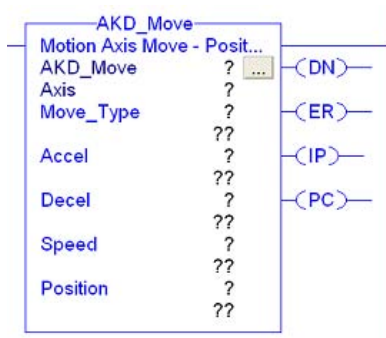 AKD_Move
Motion Axis Move - Posit...
AKD_Move ? ... (DN)
Axis ?
Move_Type ? (ER)
??
Accel ? (IP)
??
Decel ? (PC)
??
Speed ?
??
Position ?
??